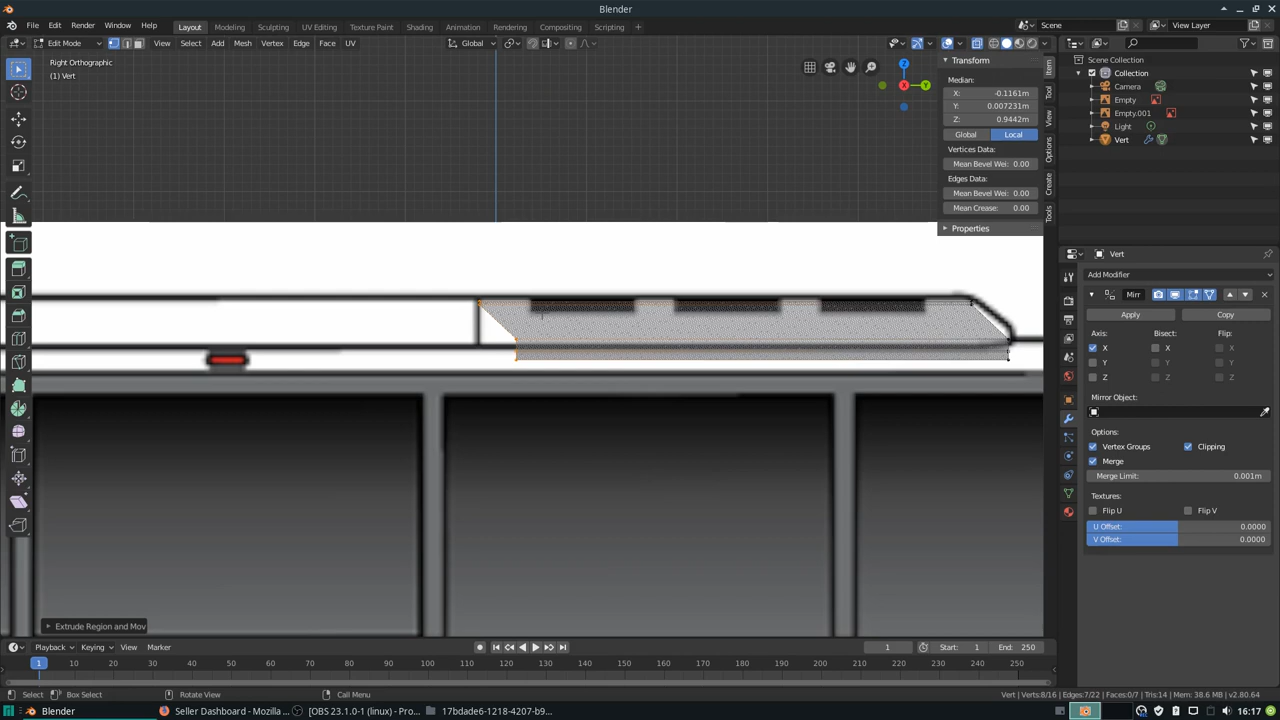 Blender
File Edit Render Window Help Layout Modeling Sculpting UV Editing Texture Paint Shading Animation Rendering Compositing Scripting + Scene View Layer
Edit Mode View Select Add Mesh Vertex Edge Face UV Global
Right Orthographic
(1) Vert
Z
X
Y
Transform
Median:
X: -0.1161m
Y: 0.007231m
Z: 0.9442m
Global Local
Vertices Data:
Mean Bevel Wei: 0.00
Edges Data:
Mean Bevel Wei: 0.00
Mean Crease: 0.00
Properties
Item
Tool
View
Options
Create
Tools
Scene Collection
Collection
Camera
Empty
Empty.001
Light
Vert
Vert
Add Modifier
Mirr
Apply Copy
Axis: Bisect: Flip:
X X X
Y Y Y
Z Z Z
Mirror Object:
Options:
Vertex Groups Clipping
Merge
Merge Limit: 0.001m
Textures:
Flip U Flip V
U Offset: 0.0000
V Offset: 0.0000
Extrude Region and Mov
Playback Keying View Marker 1 Start: 1 End: 250
1 10 20 30 40 50 60 70 80 90 100 110 120 130 140 150 160 170 180 190 200 210 220 230 240 250
Select Box Select Rotate View Call Menu Vert | Verts:8/16 | Edges:7/22 | Faces:0/7 | Tris:14 | Mem: 38.6 MB | v2.80.64
Blender Seller Dashboard - Mozilla ... [OBS 23.1.0-1 (linux) - Pro... 17bdade6-1218-4207-b9... 16:17